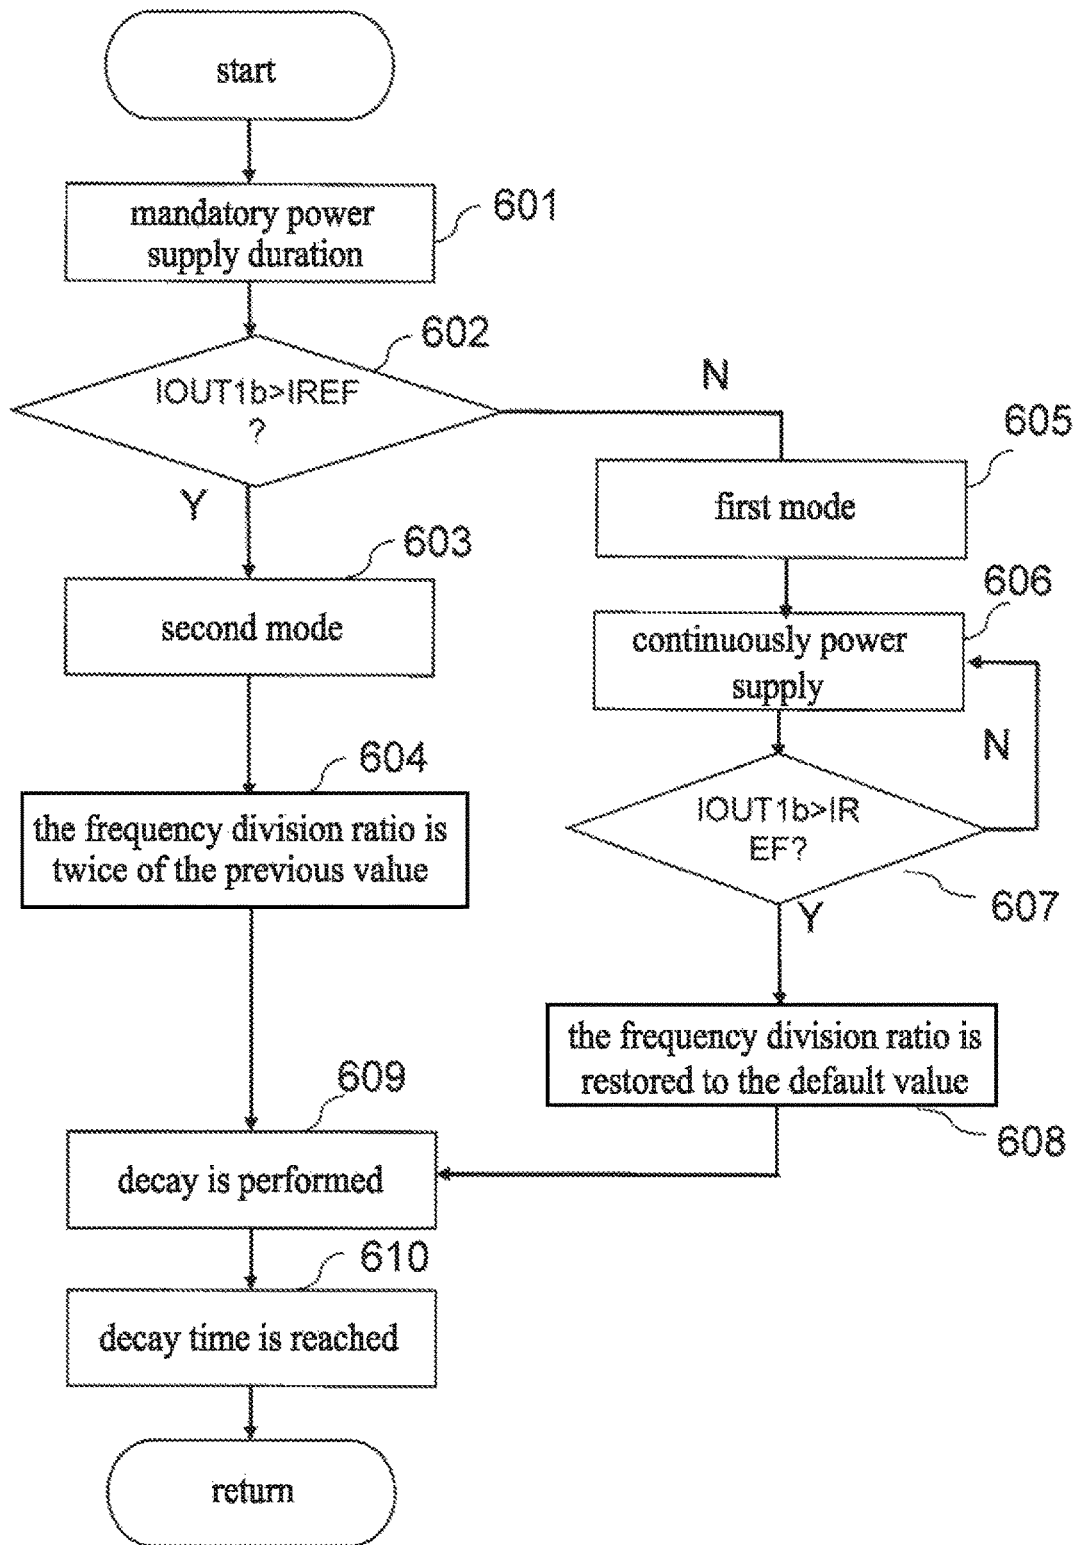 start
mandatory power
supply duration
601
602
IOUT1b>IREF
?
N
Y
605
first mode
603
second mode
606
continuously power
supply
N
604
the frequency division ratio is
twice of the previous value
IOUT1b>IR
EF?
607
Y
the frequency division ratio is
restored to the default value
608
609
decay is performed
610
decay time is reached
return